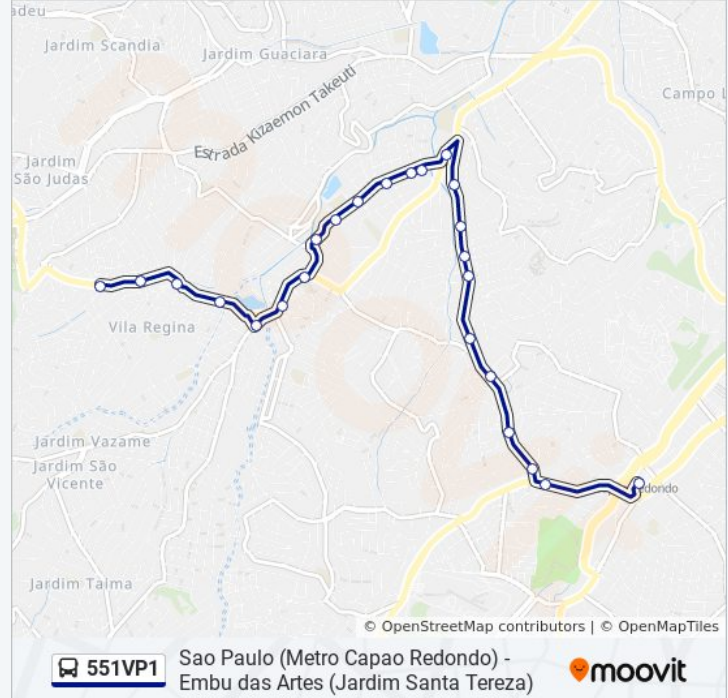 adeu
Jardim Scandia
Jardim Guaciara
Campo L
Estrada Kizaemon Takeuti
Jardim
São Judas
Vila Regina
Jardim Vazame
Jardim São
Vicente
dondo
Jardim Taima
© OpenStreetMap contributors | © OpenMapTiles
551VP1
Sao Paulo (Metro Capao Redondo) -
Embu das Artes (Jardim Santa Tereza)
moovit